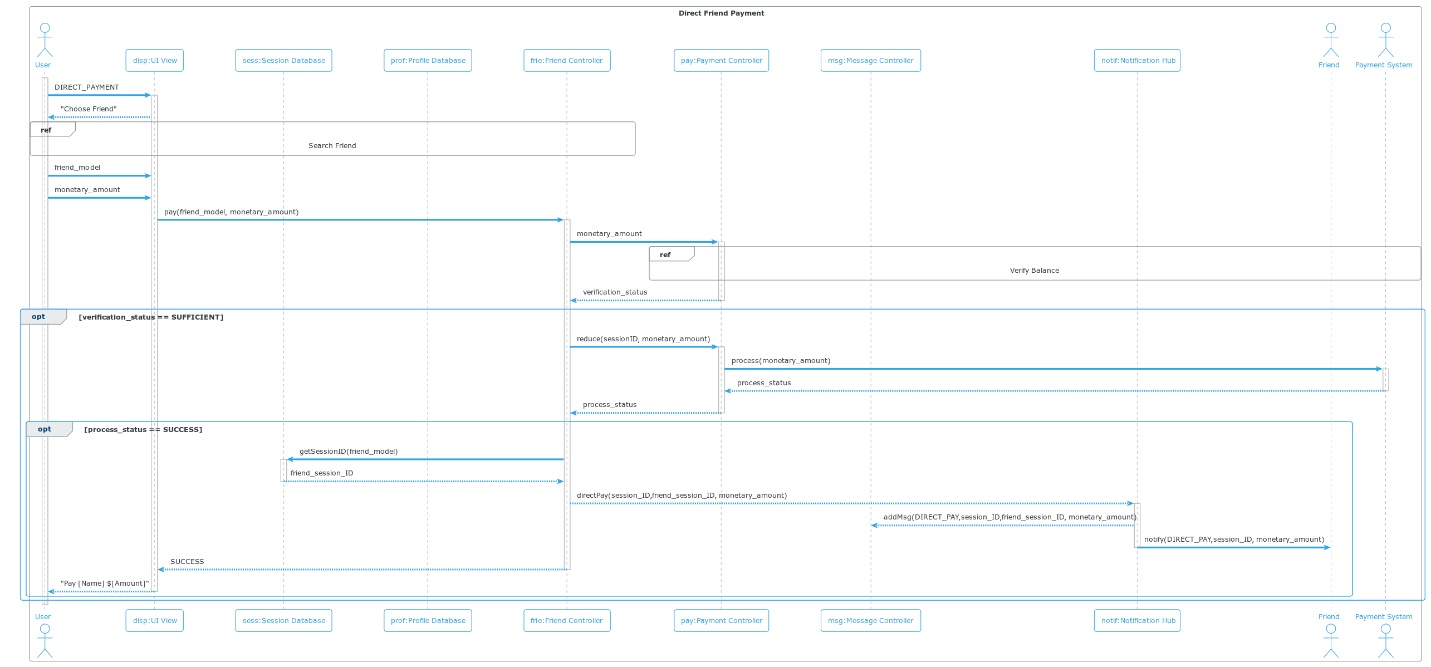 Direct Friend Payment
User
disp:UI View
sess:Session Database
prof:Profile Database
frie:Friend Controller
pay:Payment Controller
msg:Message Controller
notif:Notification Hub
Friend
Payment System
DIRECT_PAYMENT
"Choose Friend"
ref
Search Friend
friend_model
monetary_amount
pay(friend_model, monetary_amount)
monetary_amount
ref
Verify Balance
verification_status
opt
[verification_status == SUFFICIENT]
reduce(sessionID, monetary_amount)
process(monetary_amount)
process_status
process_status
opt
[process_status == SUCCESS]
getSessionID(friend_model)
friend_session_ID
directPay(session_ID,friend_session_ID, monetary_amount)
addMsg(DIRECT_PAY,session_ID,friend_session_ID, monetary_amount)
notify(DIRECT_PAY,session_ID, monetary_amount)
SUCCESS
"Pay [Name] $[Amount]"
User
disp:UI View
sess:Session Database
prof:Profile Database
frie:Friend Controller
pay:Payment Controller
msg:Message Controller
notif:Notification Hub
Friend
Payment System